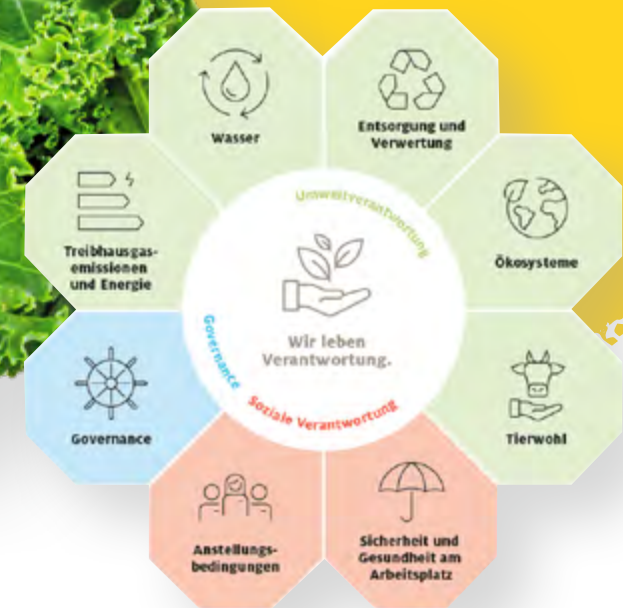 Wasser
Entsorgung und
Verwertung
Treibhausgas-
emissionen
und Energie
Umweltverantwortung
Ökosysteme
Wir leben
Verantwortung.
Governance
Soziale Verantwortung
Governance
Tierwohl
Anstellungs-
bedingungen
Sicherheit und
Gesundheit am
Arbeitsplatz